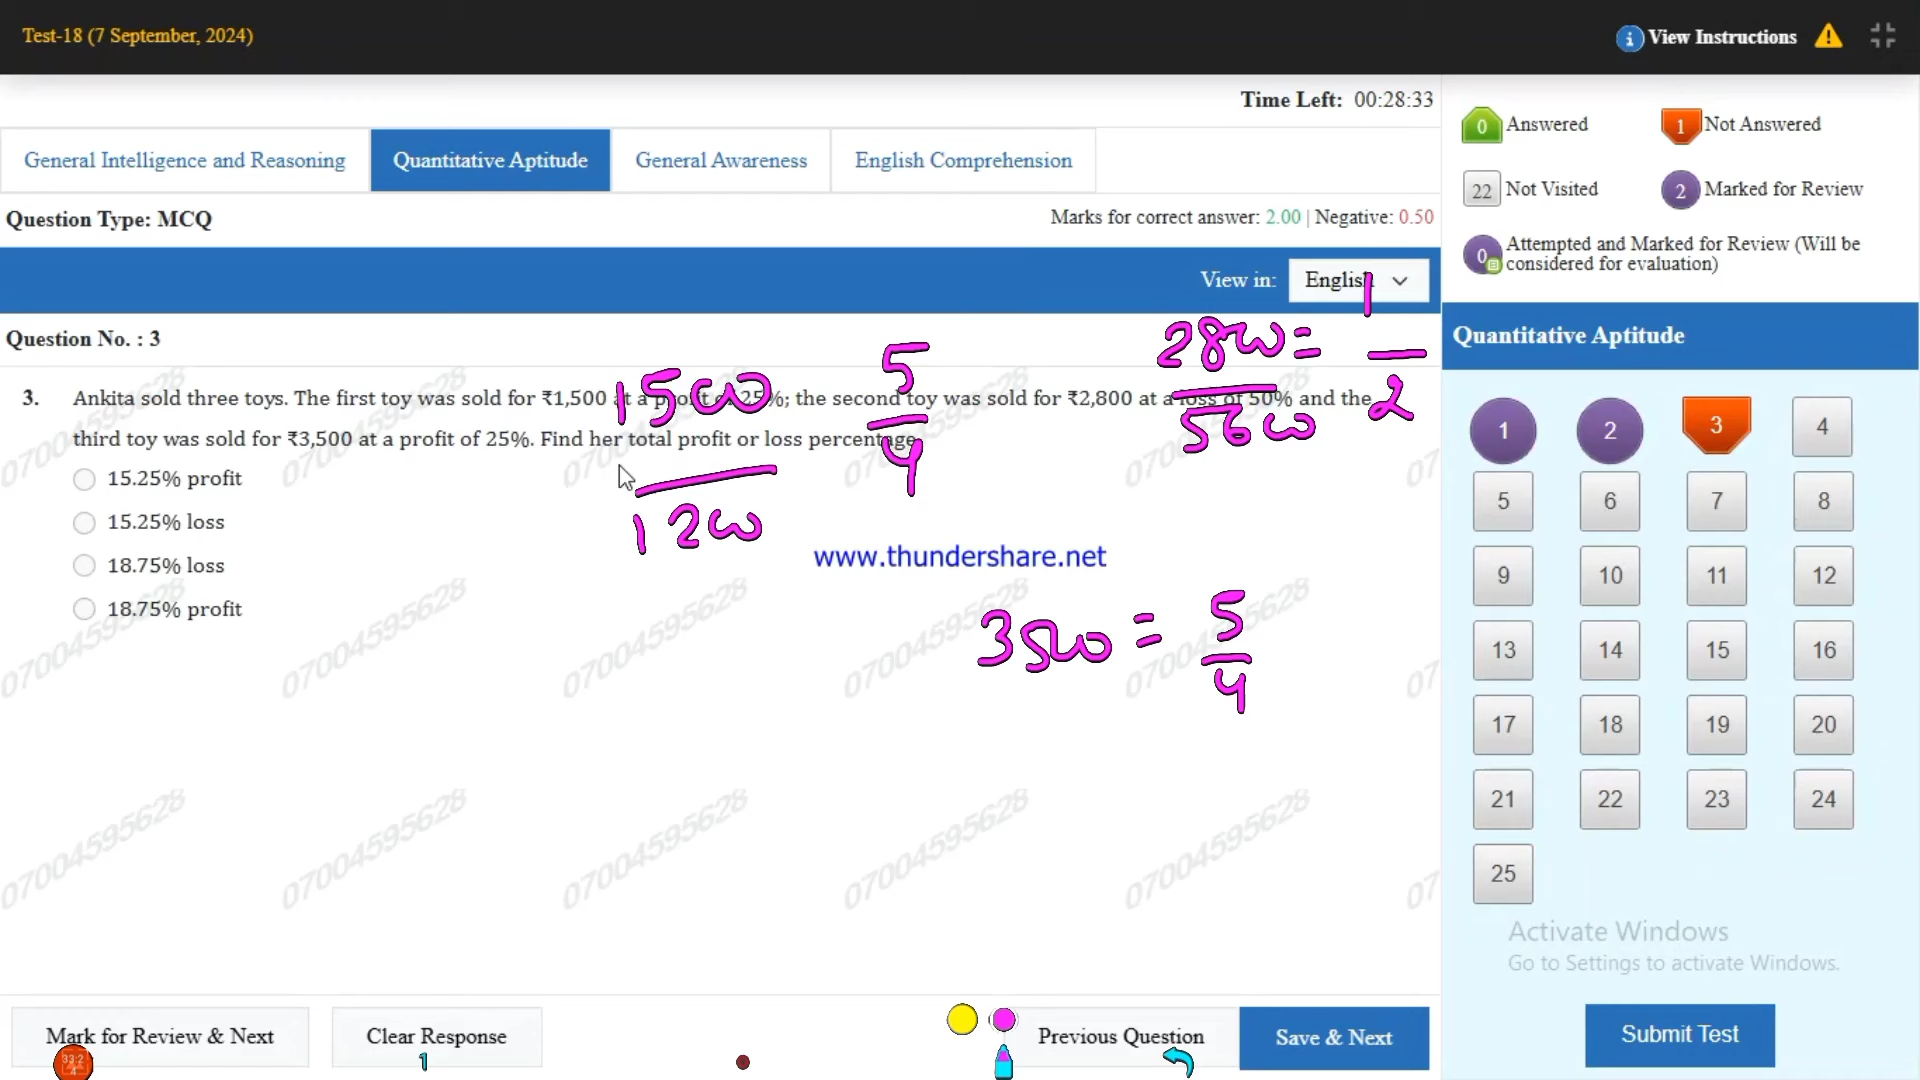 Test-18 (7 September, 2024)
View Instructions
Time Left: 00:28:33
General Intelligence and Reasoning
Quantitative Aptitude
General Awareness
English Comprehension
Question Type: MCQ
Marks for correct answer: 2.00 | Negative: 0.50
View in: English
Question No. : 3
3. Ankita sold three toys. The first toy was sold for ₹1,500 at a profit of 25%; the second toy was sold for ₹2,800 at a loss of 50% and the
third toy was sold for ₹3,500 at a profit of 25%. Find her total profit or loss percentage.
15.25% profit
15.25% loss
18.75% loss
18.75% profit
1500
1200
5
4
2800 = 1
5600 2
3500 = 5
4
www.thundershare.net
07004595628
0 Answered
1 Not Answered
22 Not Visited
2 Marked for Review
0 Attempted and Marked for Review (Will be
considered for evaluation)
Quantitative Aptitude
1 2 3 4
5 6 7 8
9 10 11 12
13 14 15 16
17 18 19 20
21 22 23 24
25
Activate Windows
Go to Settings to activate Windows.
Mark for Review & Next
Clear Response
Previous Question
Save & Next
Submit Test
1